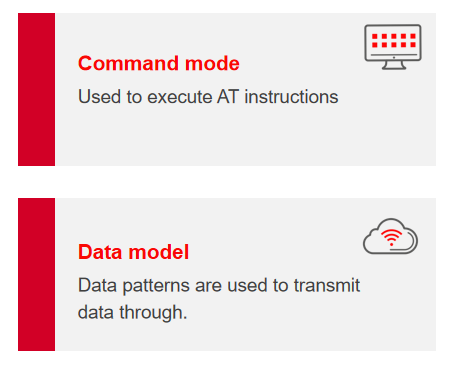 Command mode
Used to execute AT instructions
Data model
Data patterns are used to transmit
data through.